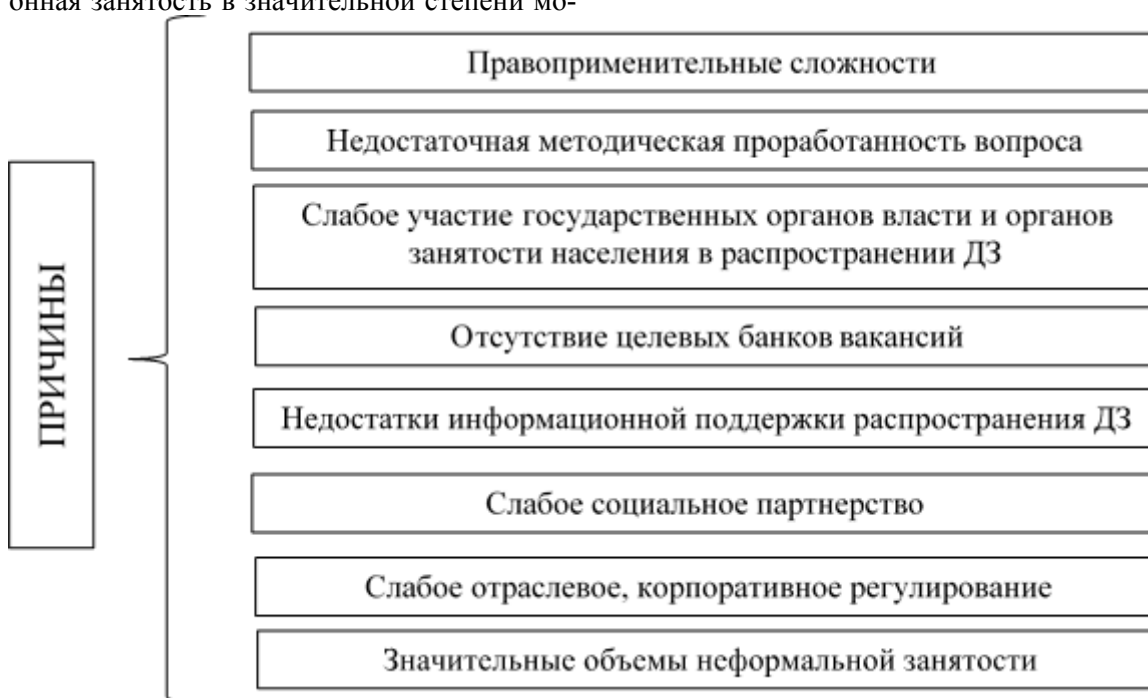 онная занятость в значительной степени мо-
ПРИЧИНЫ
Правоприменительные сложности
Недостаточная методическая проработанность вопроса
Слабое участие государственных органов власти и органов
занятости населения в распространении ДЗ
Отсутствие целевых банков вакансий
Недостатки информационной поддержки распространения ДЗ
Слабое социальное партнерство
Слабое отраслевое, корпоративное регулирование
Значительные объемы неформальной занятости